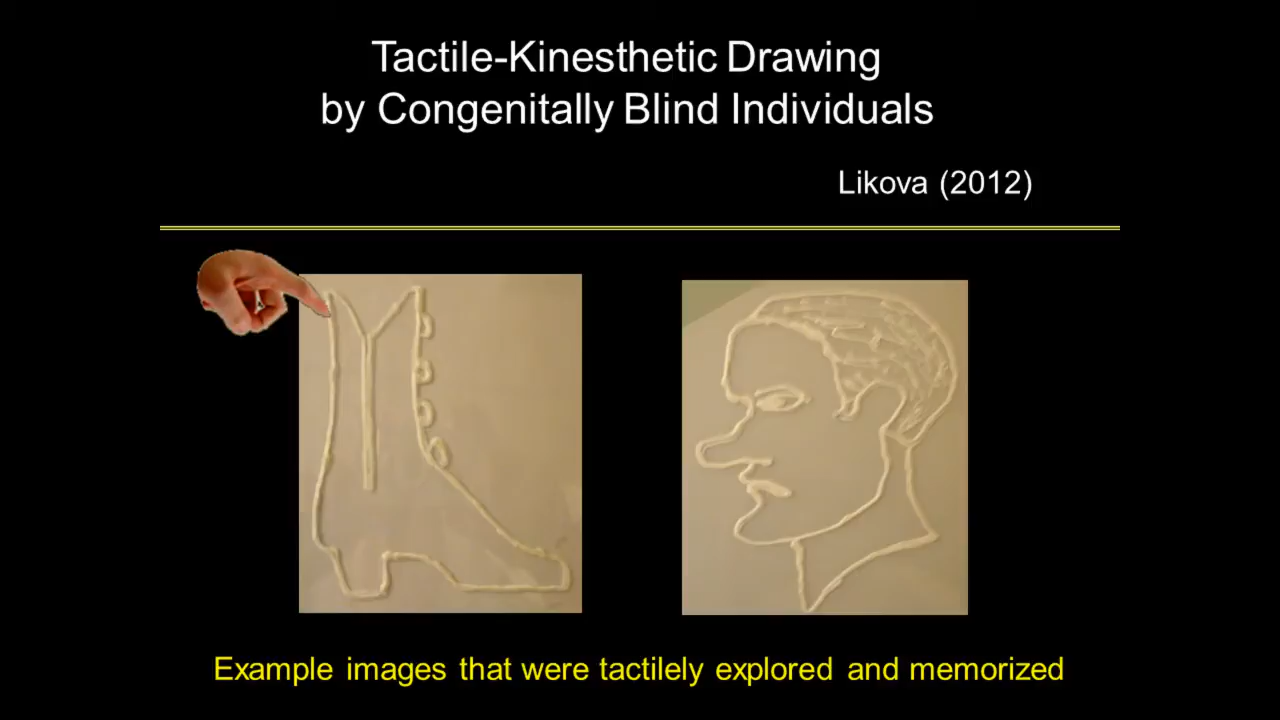 Tactile-Kinesthetic Drawing
by Congenitally Blind Individuals
Likova (2012)
Example images that were tactilely explored and memorized